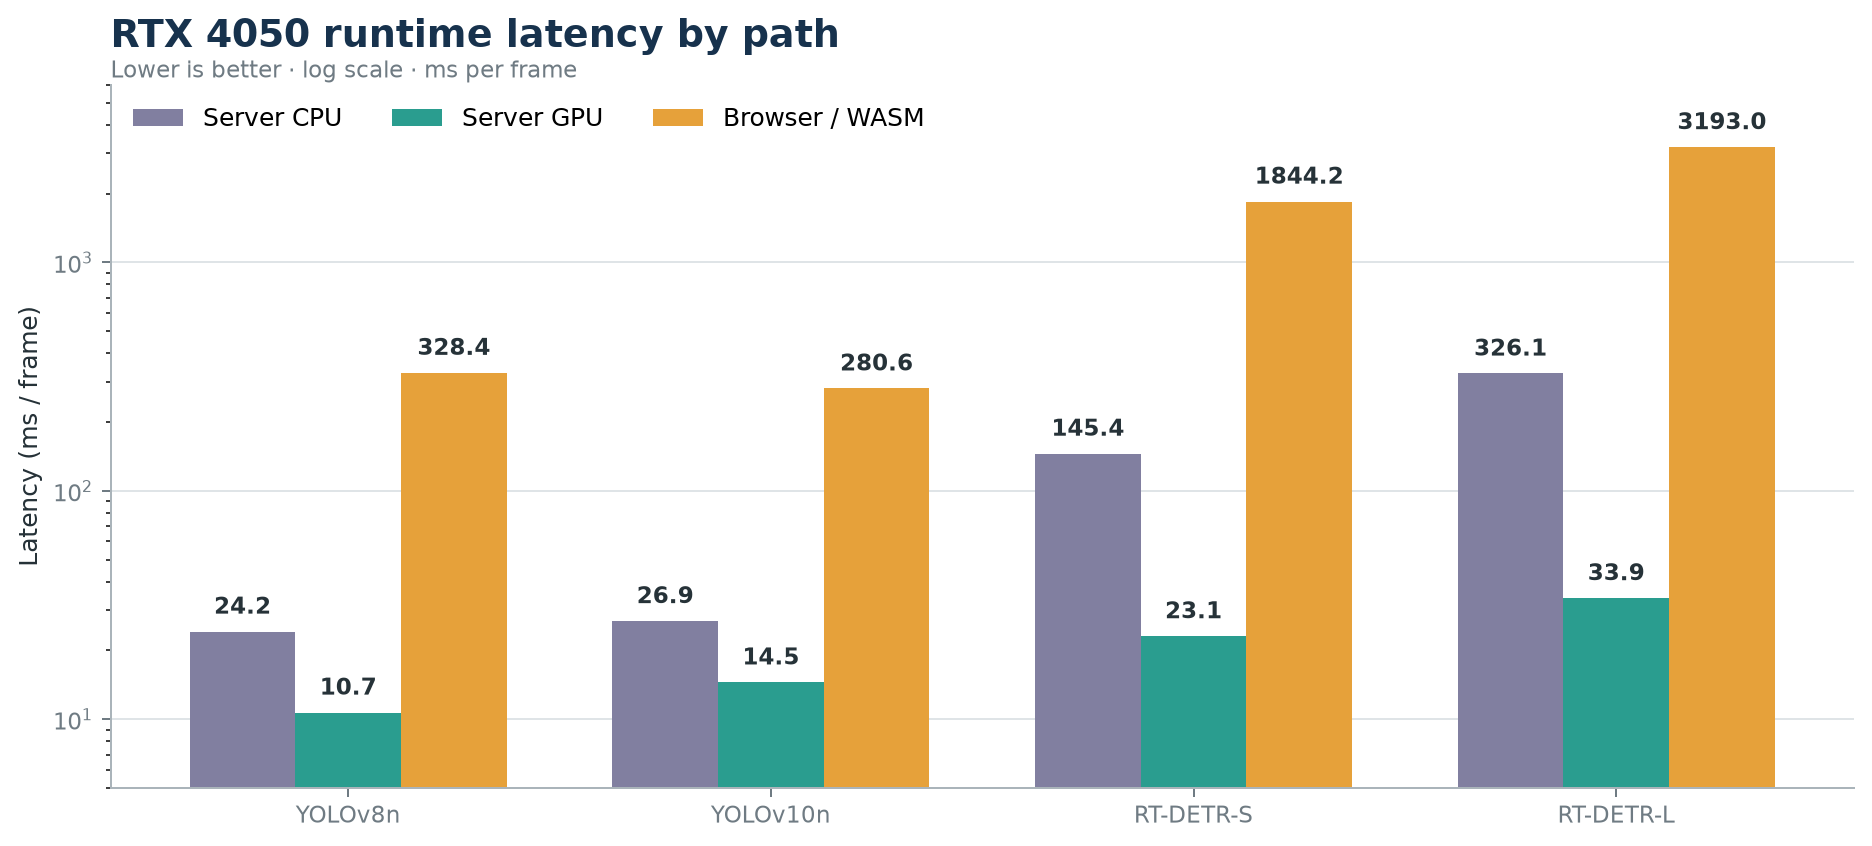 RTX 4050 runtime latency by path
Lower is better · log scale · ms per frame
Server CPU Server GPU Browser / WASM
Latency (ms / frame)
10³
10²
10¹
24.2 10.7 328.4
26.9 14.5 280.6
145.4 23.1 1844.2
326.1 33.9 3193.0
YOLOv8n YOLOv10n RT-DETR-S RT-DETR-L